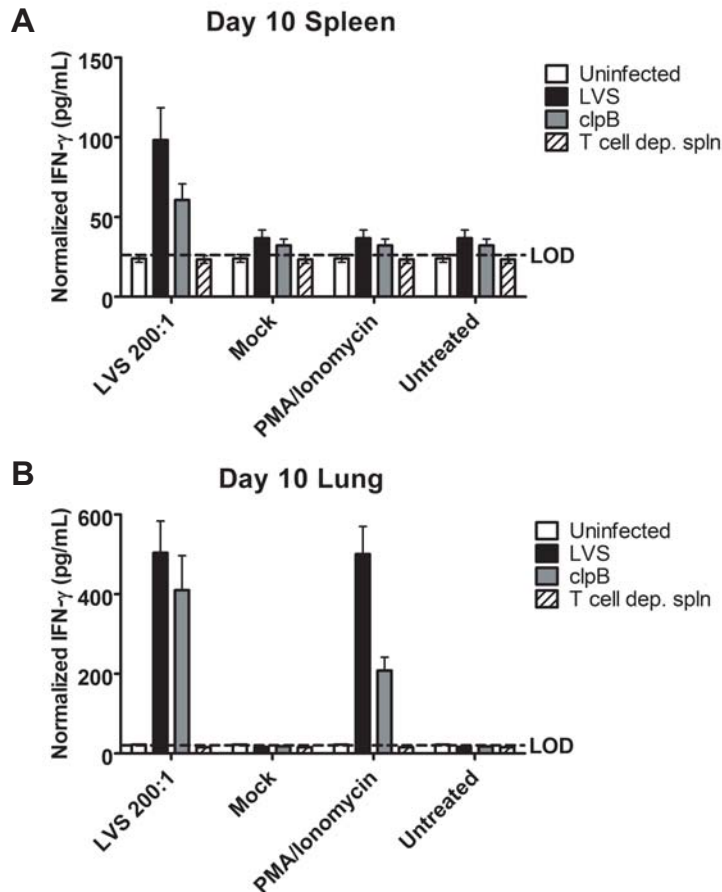 A
Day 10 Spleen
Normalized IFN-γ (pg/mL)
150
100
50
0
Uninfected
LVS
clpB
T cell dep. spln
LOD
LVS 200:1
Mock
PMA/Ionomycin
Untreated
B
Day 10 Lung
Normalized IFN-γ (pg/mL)
600
400
200
0
Uninfected
LVS
clpB
T cell dep. spln
LOD
LVS 200:1
Mock
PMA/Ionomycin
Untreated